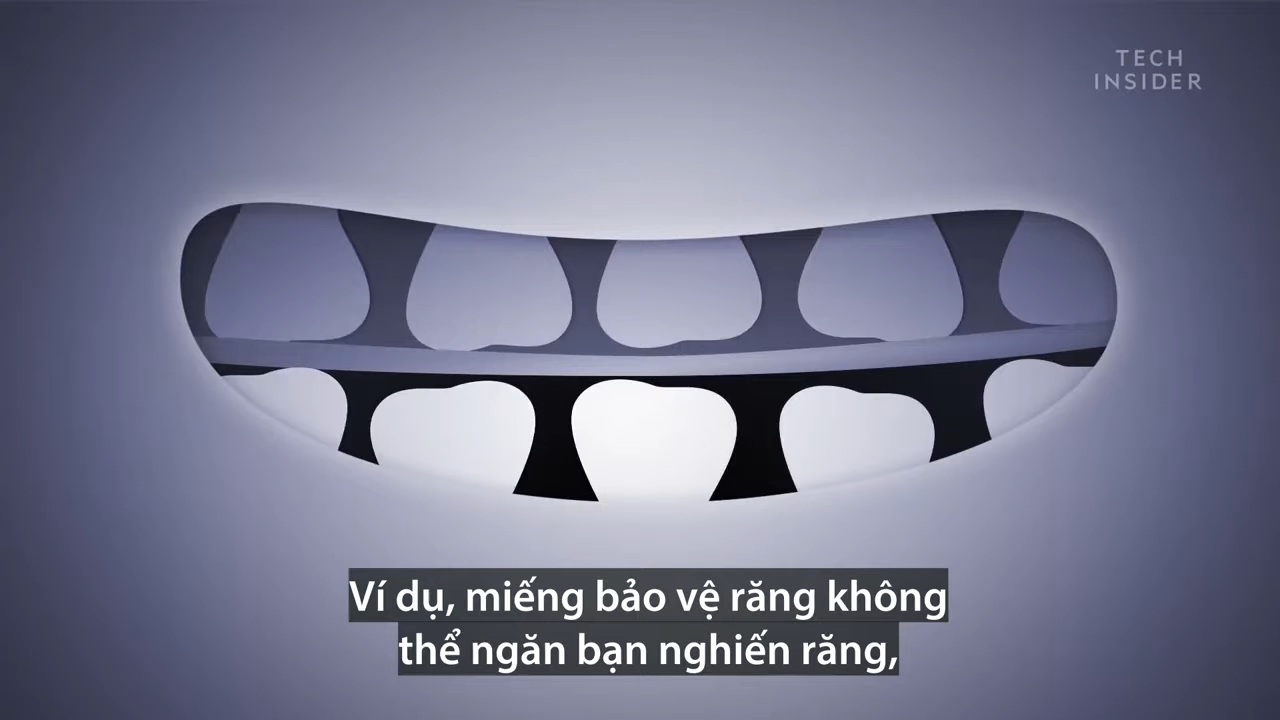 TECH
INSIDER
Ví dụ, miếng bảo vệ răng không
thể ngăn bạn nghiến răng,